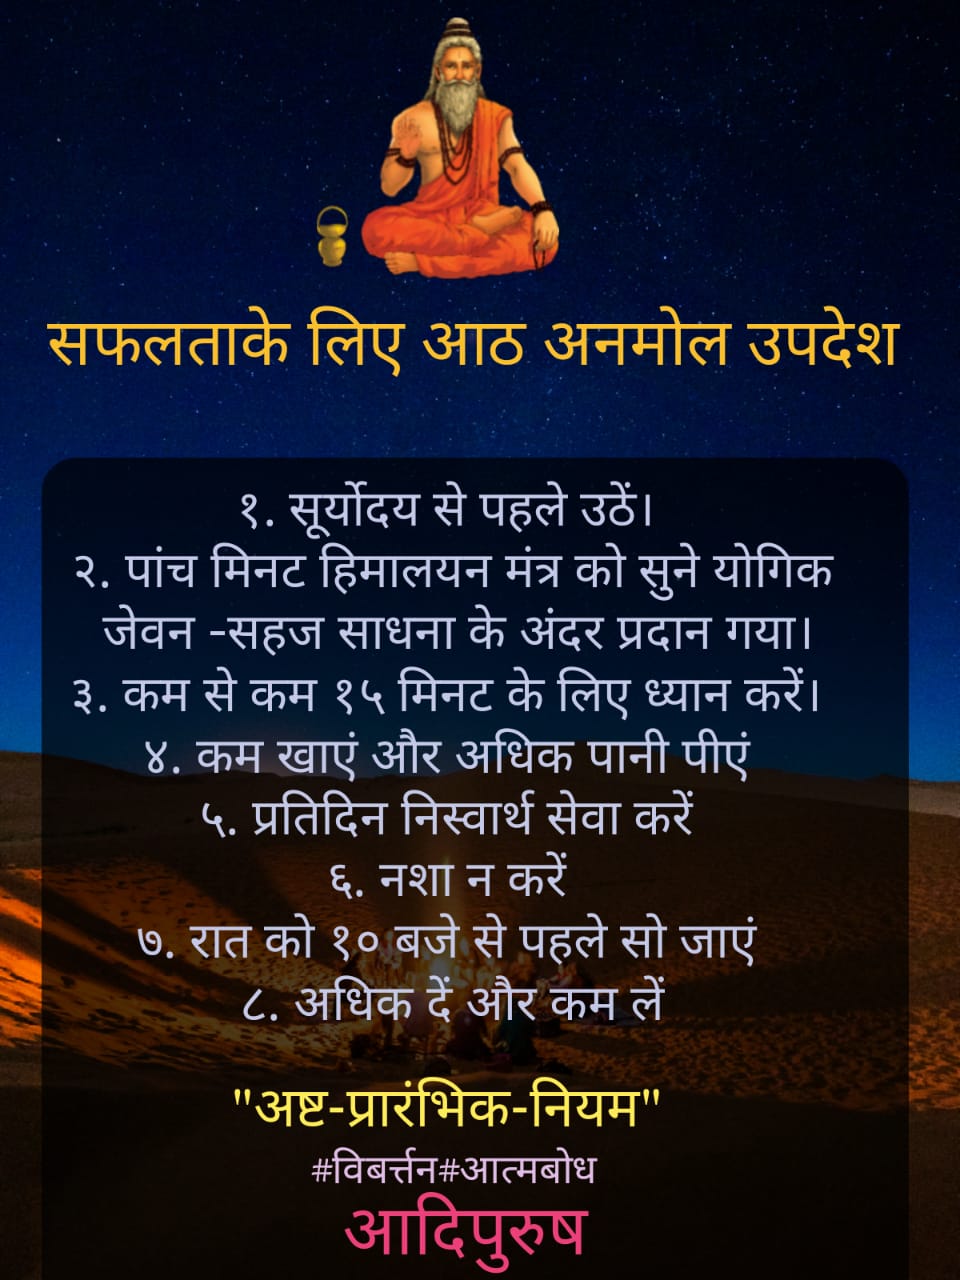 सफलताके लिए आठ अनमोल उपदेश
१. सूर्योदय से पहले उठें।
२. पांच मिनट हिमालयन मंत्र को सुने योगिक
जेवन -सहज साधना के अंदर प्रदान गया।
३. कम से कम १५ मिनट के लिए ध्यान करें।
४. कम खाएं और अधिक पानी पीएं
५. प्रतिदिन निस्वार्थ सेवा करें
६. नशा न करें
७. रात को १० बजे से पहले सो जाएं
८. अधिक दें और कम लें
"अष्ट-प्रारंभिक-नियम"
#विबर्त्तन#आत्मबोध
आदिपुरुष